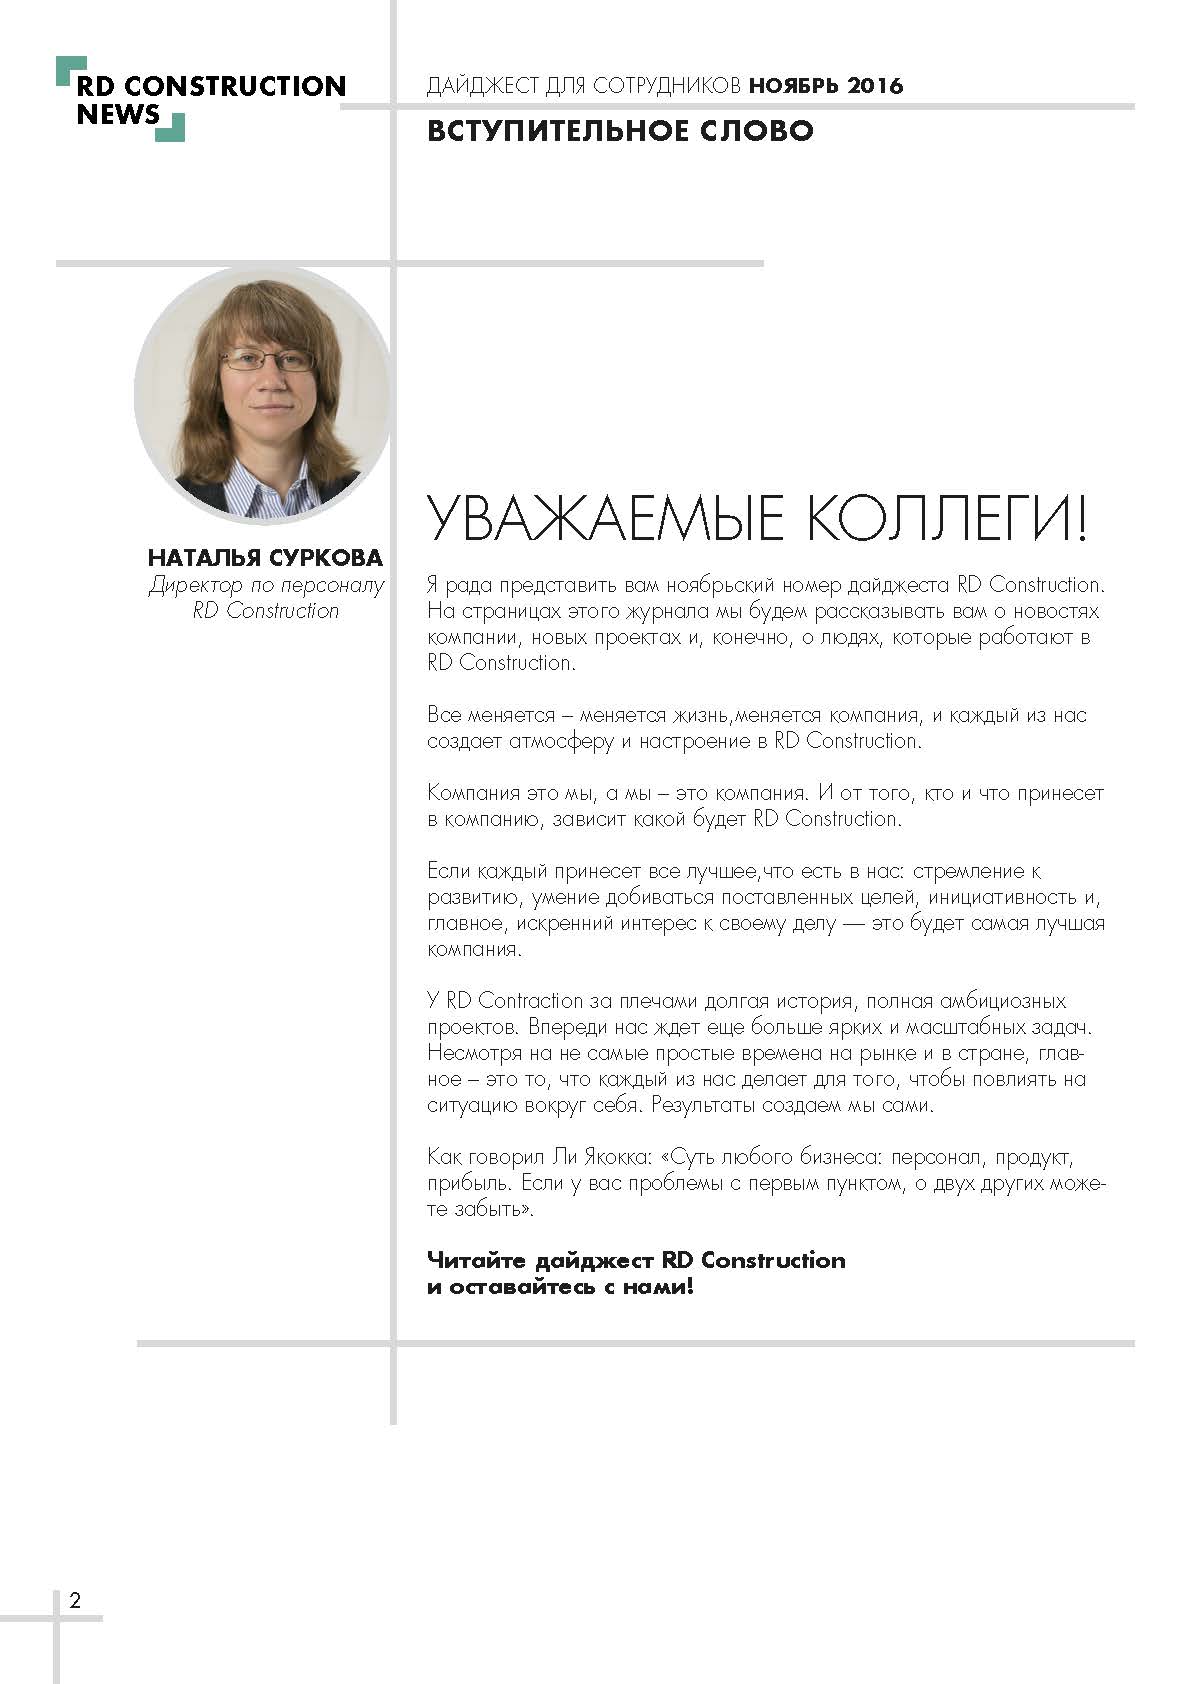 RD CONSTRUCTION
NEWS
ДАЙДЖЕСТ ДЛЯ СОТРУДНИКОВ НОЯБРЬ 2016
ВСТУПИТЕЛЬНОЕ СЛОВО
НАТАЛЬЯ СУРКОВА
Директор по персоналу
RD Construction
УВАЖАЕМЫЕ КОЛЛЕГИ!
Я рада представить вам ноябрьский номер дайджеста RD Construction.
На страницах этого журнала мы будем рассказывать вам о новостях
компании, новых проектах и, конечно, о людях, которые работают в
RD Construction.
Все меняется – меняется жизнь,меняется компания, и каждый из нас
создает атмосферу и настроение в RD Construction.
Компания это мы, а мы – это компания. И от того, кто и что принесет
в компанию, зависит какой будет RD Construction.
Если каждый принесет все лучшее,что есть в нас: стремление к
развитию, умение добиваться поставленных целей, инициативность и,
главное, искренний интерес к своему делу — это будет самая лучшая
компания.
У RD Contraction за плечами долгая история, полная амбициозных
проектов. Впереди нас ждет еще больше ярких и масштабных задач.
Несмотря на не самые простые времена на рынке и в стране, глав-
ное – это то, что каждый из нас делает для того, чтобы повлиять на
ситуацию вокруг себя. Результаты создаем мы сами.
Как говорил Ли Якокка: «Суть любого бизнеса: персонал, продукт,
прибыль. Если у вас проблемы с первым пунктом, о двух других може-
те забыть».
Читайте дайджест RD Construction
и оставайтесь с нами!
2